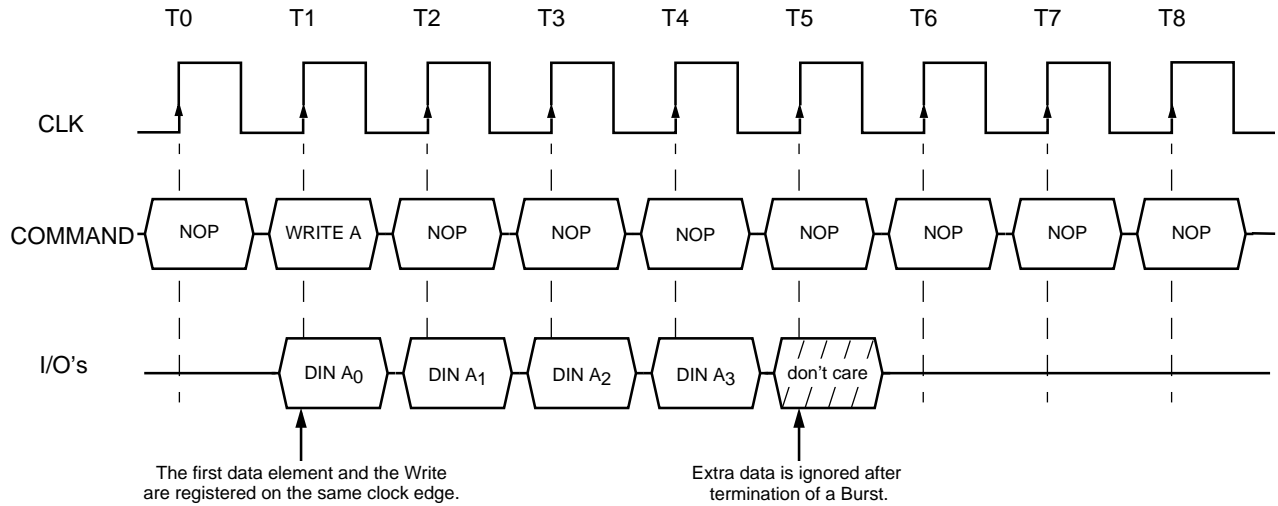 T0 T1 T2 T3 T4 T5 T6 T7 T8
CLK
COMMAND NOP WRITE A NOP NOP NOP NOP NOP NOP NOP
I/O's DIN A0 DIN A1 DIN A2 DIN A3 don't care
The first data element and the Write
are registered on the same clock edge.
Extra data is ignored after
termination of a Burst.